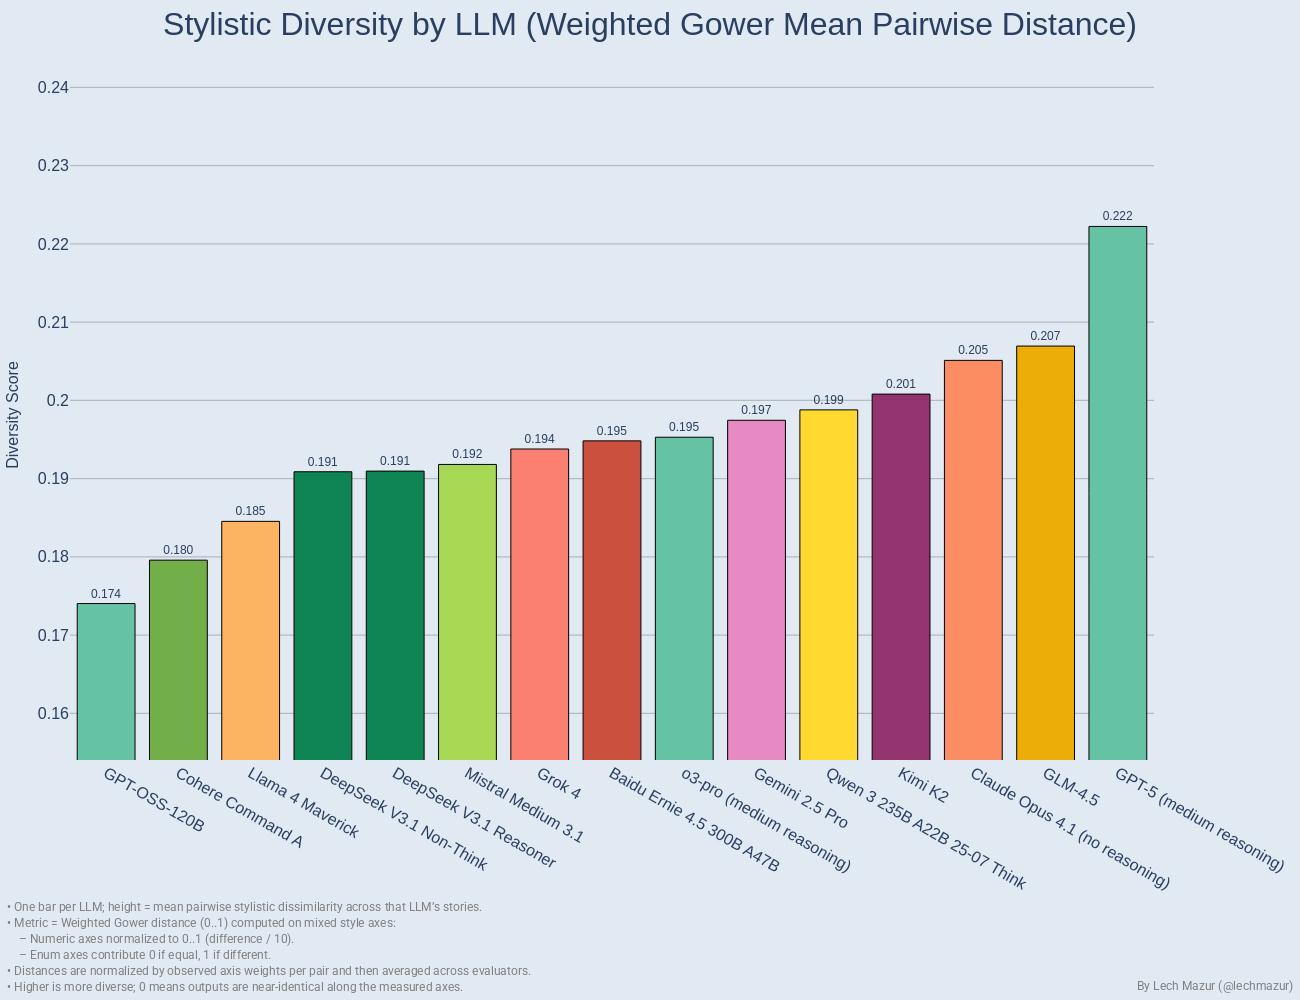 Stylistic Diversity by LLM (Weighted Gower Mean Pairwise Distance)
Diversity Score
0.24
0.23
0.22
0.21
0.2
0.19
0.18
0.17
0.16
0.174
0.180
0.185
0.191
0.191
0.192
0.194
0.195
0.195
0.197
0.199
0.201
0.205
0.207
0.222
GPT-OSS-120B
Cohere Command A
Llama 4 Maverick
DeepSeek V3.1 Non-Think
DeepSeek V3.1 Reasoner
Mistral Medium 3.1
Grok 4
Baidu Ernie 4.5 300B A47B
o3-pro (medium reasoning)
Gemini 2.5 Pro
Qwen 3 235B A22B 25-07 Think
Kimi K2
Claude Opus 4.1 (no reasoning)
GLM-4.5
GPT-5 (medium reasoning)
• One bar per LLM; height = mean pairwise stylistic dissimilarity across that LLM's stories.
• Metric = Weighted Gower distance (0..1) computed on mixed style axes:
– Numeric axes normalized to 0..1 (difference / 10).
– Enum axes contribute 0 if equal, 1 if different.
• Distances are normalized by observed axis weights per pair and then averaged across evaluators.
• Higher is more diverse; 0 means outputs are near-identical along the measured axes.
By Lech Mazur (@lechmazur)